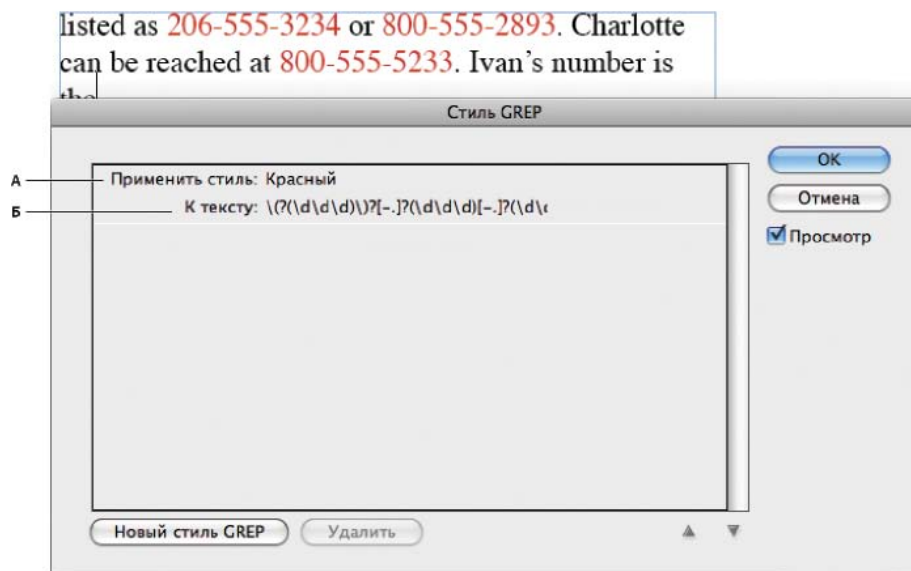 listed as 206-555-3234 or 800-555-2893. Charlotte
can be reached at 800-555-5233. Ivan’s number is
the
Стиль GREP
А
Применить стиль: Красный
Б
К тексту: \(?(\d\d\d)\)?[-.]?(\d\d\d)[-.]?(\d\
OK
Отмена
Просмотр
Новый стиль GREP
Удалить